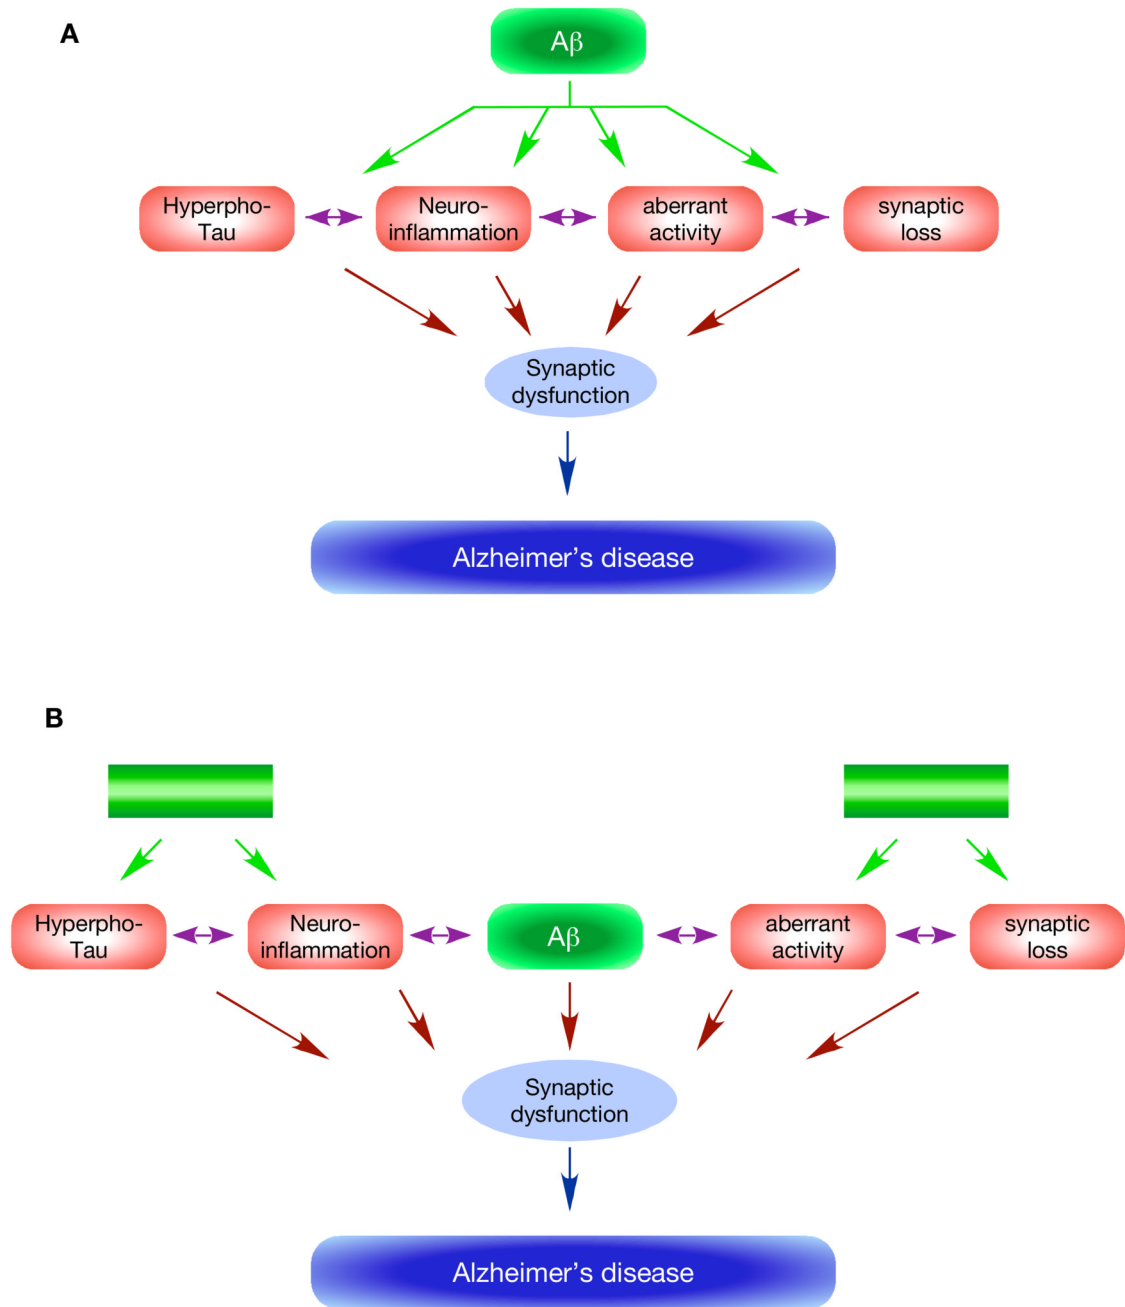 A
Aβ
Hyperpho-
Tau
Neuro-
inflammation
aberrant
activity
synaptic
loss
Synaptic
dysfunction
Alzheimer’s disease
B
Hyperpho-
Tau
Neuro-
inflammation
Aβ
aberrant
activity
synaptic
loss
Synaptic
dysfunction
Alzheimer’s disease